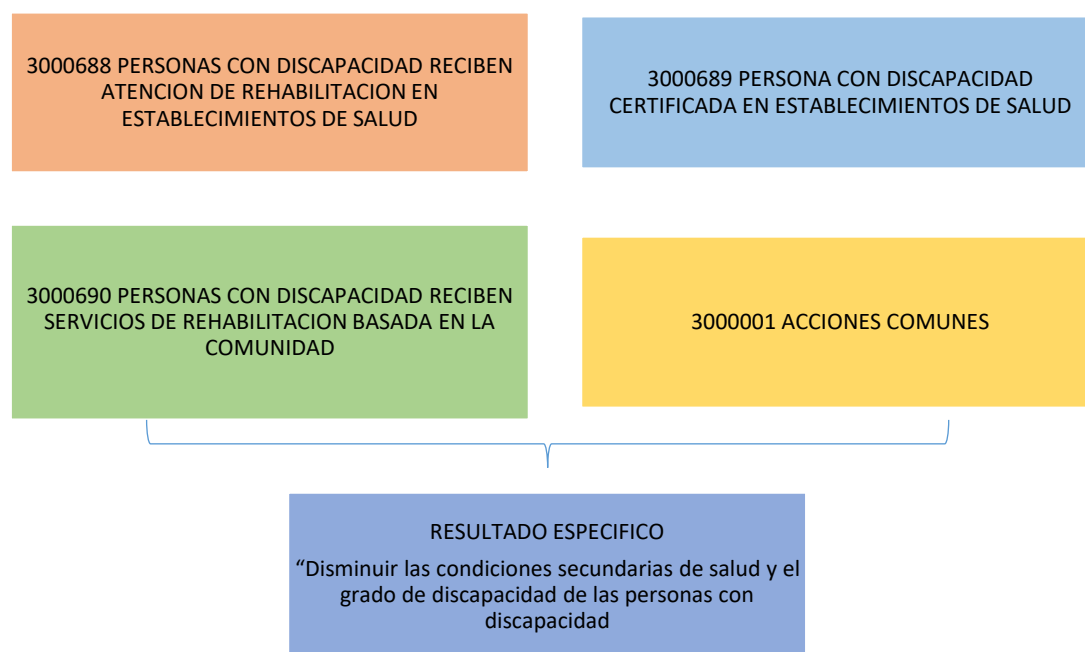 3000688 PERSONAS CON DISCAPACIDAD RECIBEN
ATENCION DE REHABILITACION EN
ESTABLECIMIENTOS DE SALUD
3000689 PERSONA CON DISCAPACIDAD
CERTIFICADA EN ESTABLECIMIENTOS DE SALUD
3000690 PERSONAS CON DISCAPACIDAD RECIBEN
SERVICIOS DE REHABILITACION BASADA EN LA
COMUNIDAD
3000001 ACCIONES COMUNES
RESULTADO ESPECIFICO
“Disminuir las condiciones secundarias de salud y el
grado de discapacidad de las personas con
discapacidad